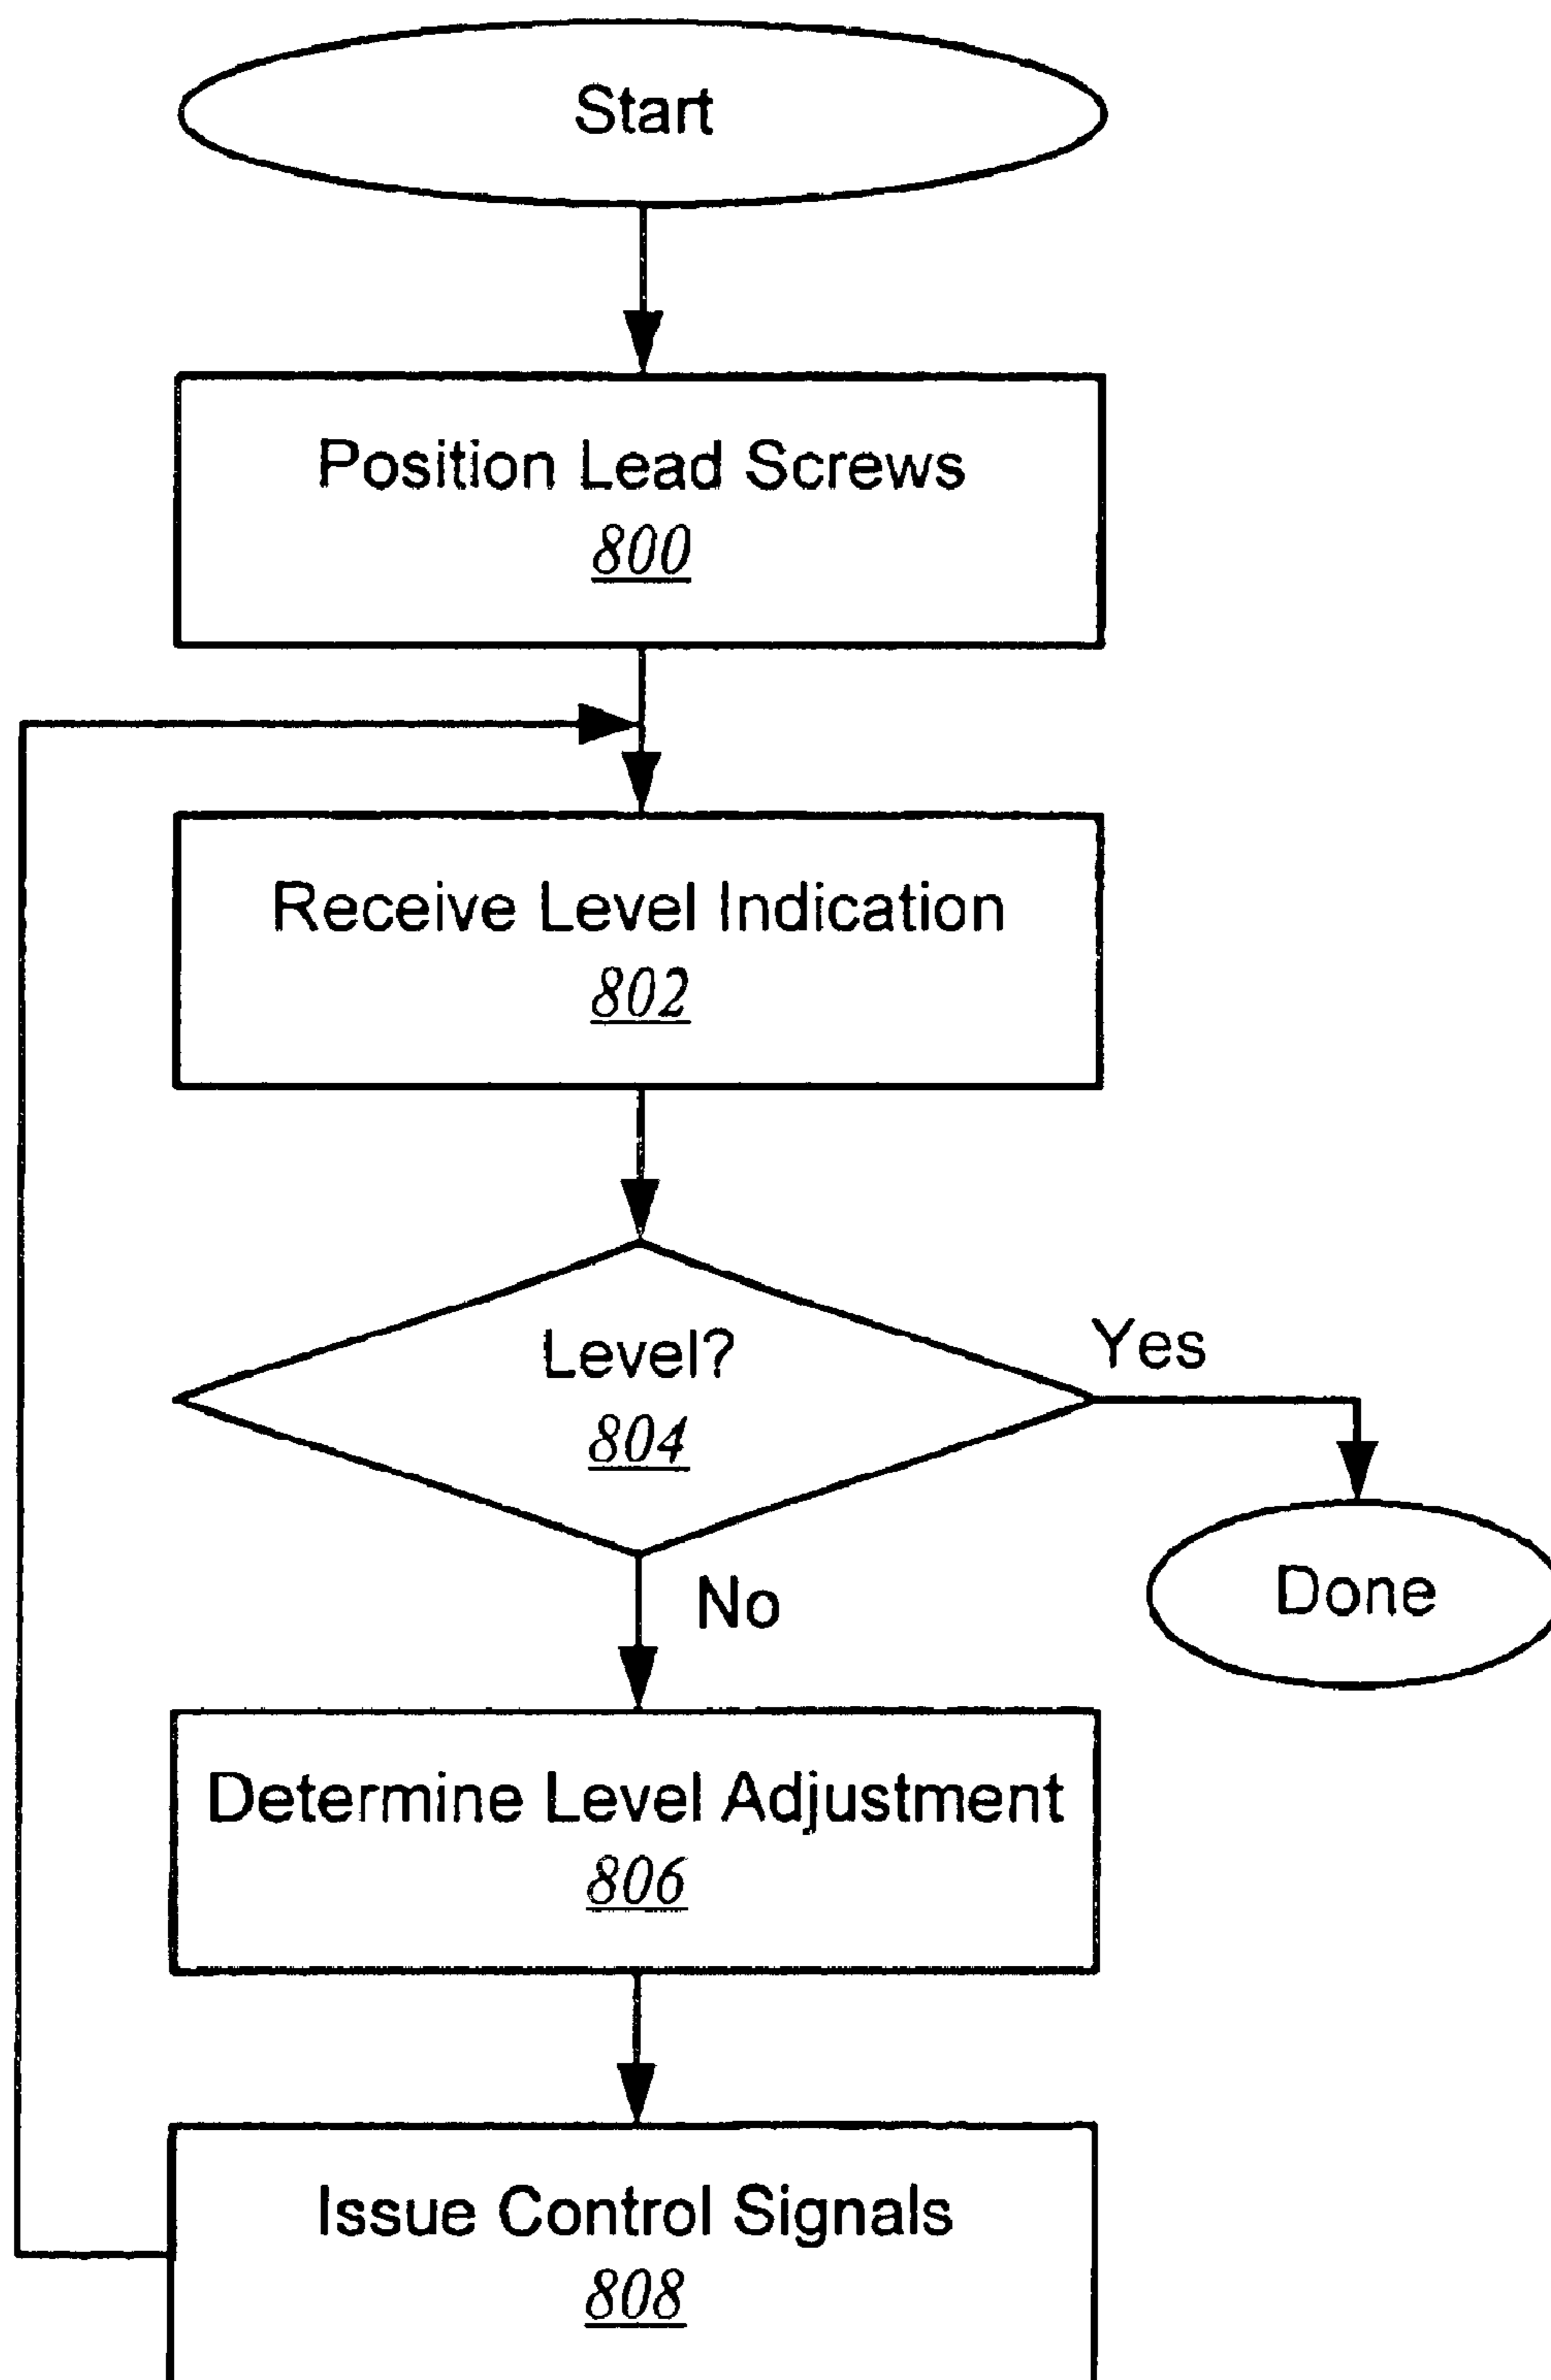 Start
Position Lead Screws
800
Receive Level Indication
802
Level?
804
Yes
Done
No
Determine Level Adjustment
806
Issue Control Signals
808